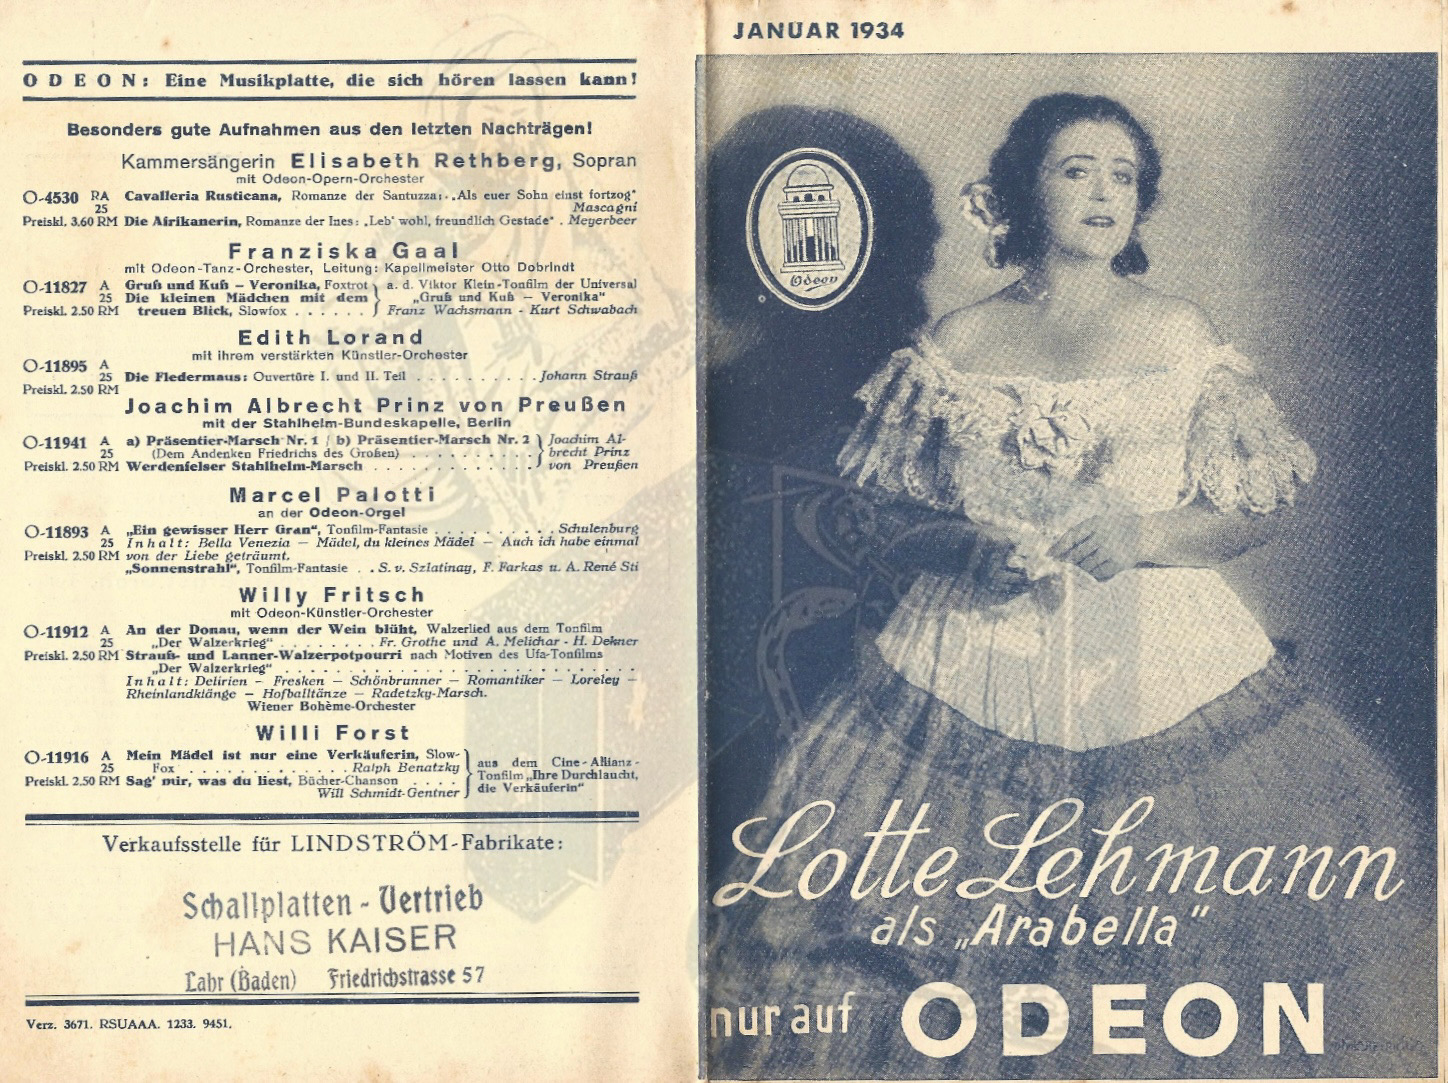 ODEON: Eine Musikplatte, die sich hören lassen kann!
Besonders gute Aufnahmen aus den letzten Nachträgen!
Kammersängerin Elisabeth Rethberg, Sopran
mit Odeon-Opern-Orchester
O-4530 RA Cavalleria Rusticana, Romanze der Santuzza: „Als euer Sohn einst fortzog“
25 Mascagni
Preiskl. 3.60 RM Die Afrikanerin, Romanze der Ines: „Leb' wohl, freundlich Gestade“ . Meyerbeer
Franziska Gaal
mit Odeon-Tanz-Orchester, Leitung: Kapellmeister Otto Dobrindt
O-11827 A Gruß und Kuß – Veronika, Foxtrot a. d. Viktor Klein-Tonfilm der Universal
25 Die kleinen Mädchen mit dem „Gruß und Kuß – Veronika“
Preiskl. 2.50 RM treuen Blick, Slowfox . . . . . . Franz Wachsmann - Kurt Schwabach
Edith Lorand
mit ihrem verstärkten Künstler-Orchester
O-11895 A
25 Die Fledermaus: Ouvertüre I. und II. Teil . . . . . . . . . . Johann Strauß
Preiskl. 2.50 RM
Joachim Albrecht Prinz von Preußen
mit der Stahlhelm-Bundeskapelle, Berlin
O-11941 A a) Präsentier-Marsch Nr. 1 / b) Präsentier-Marsch Nr. 2 Joachim Al-
25 (Dem Andenken Friedrichs des Großen) . . . . . . . . . . brecht Prinz
Preiskl. 2.50 RM Werdenfelser Stahlhelm-Marsch . . . . . . . . . . . . von Preußen
Marcel Palotti
an der Odeon-Orgel
O-11893 A „Ein gewisser Herr Gran“, Tonfilm-Fantasie . . . . . . . . . Schulenburg
25 Inhalt: Bella Venezia — Mädel, du kleines Mädel — Auch ich habe einmal
Preiskl. 2.50 RM von der Liebe geträumt.
„Sonnenstrahl“, Tonfilm-Fantasie . . S. v. Szlatinay, F. Farkas u. A. René Sti
Willy Fritsch
mit Odeon-Künstler-Orchester
O-11912 A An der Donau, wenn der Wein blüht, Walzerlied aus dem Tonfilm
25 „Der Walzerkrieg“ . . . . . . . . Fr. Grothe und A. Melichar - H. Dekner
Preiskl. 2.50 RM Strauß- und Lanner-Walzerpotpourri nach Motiven des Ufa-Tonfilms
„Der Walzerkrieg“ . . . . . . . . . . . . . . . . . . . . . . . . . . . .
Inhalt: Delirien — Fresken — Schönbrunner — Romantiker — Loreley —
Rheinlandklänge — Hofballtänze — Radetzky-Marsch.
Wiener Bohème-Orchester
Willi Forst
O-11916 A Mein Mädel ist nur eine Verkäuferin, Slow- aus dem Cine-Allianz-
25 Fox . . . . . . . . . . . . Ralph Benatzky Tonfilm „Ihre Durchlaucht,
Preiskl. 2.50 RM Sag' mir, was du liest, Bücher-Chanson . . . . die Verkäuferin“
Will Schmidt-Gentner
Verkaufsstelle für LINDSTRÖM-Fabrikate:
Schallplatten - Vertrieb
HANS KAISER
Lahr (Baden) Friedrichstrasse 57
Verz. 3671. RSUAAA. 1233. 9451.
JANUAR 1934
Odeon
Lotte Lehmann
als „Arabella“
nur auf ODEON